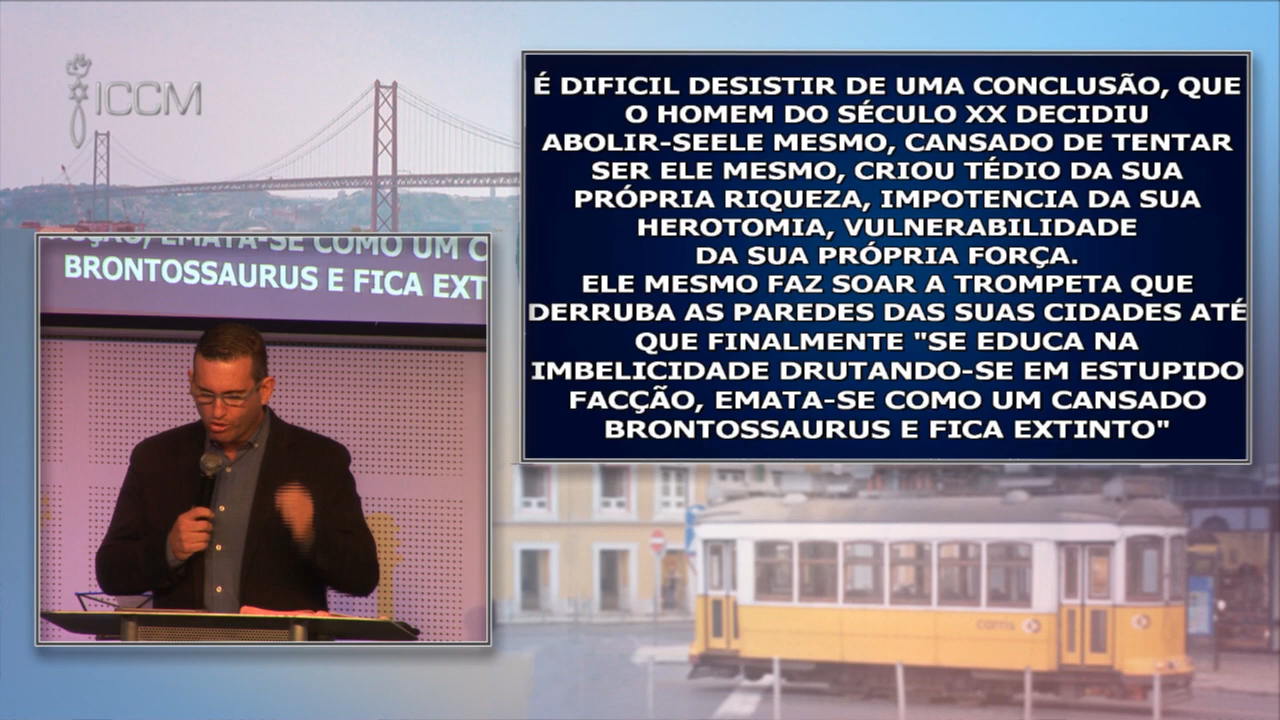 ICCM
É DIFICIL DESISTIR DE UMA CONCLUSÃO, QUE
O HOMEM DO SÉCULO XX DECIDIU
ABOLIR-SEELE MESMO, CANSADO DE TENTAR
SER ELE MESMO, CRIOU TÉDIO DA SUA
PRÓPRIA RIQUEZA, IMPOTENCIA DA SUA
HEROTOMIA, VULNERABILIDADE
DA SUA PRÓPRIA FORÇA.
ELE MESMO FAZ SOAR A TROMPETA QUE
DERRUBA AS PAREDES DAS SUAS CIDADES ATÉ
QUE FINALMENTE "SE EDUCA NA
IMBELICIDADE DRUTANDO-SE EM ESTUPIDO
FACÇÃO, EMATA-SE COMO UM CANSADO
BRONTOSSAURUS E FICA EXTINTO"
EMATA-SE COMO UM C
BRONTOSSAURUS E FICA EXT
carris